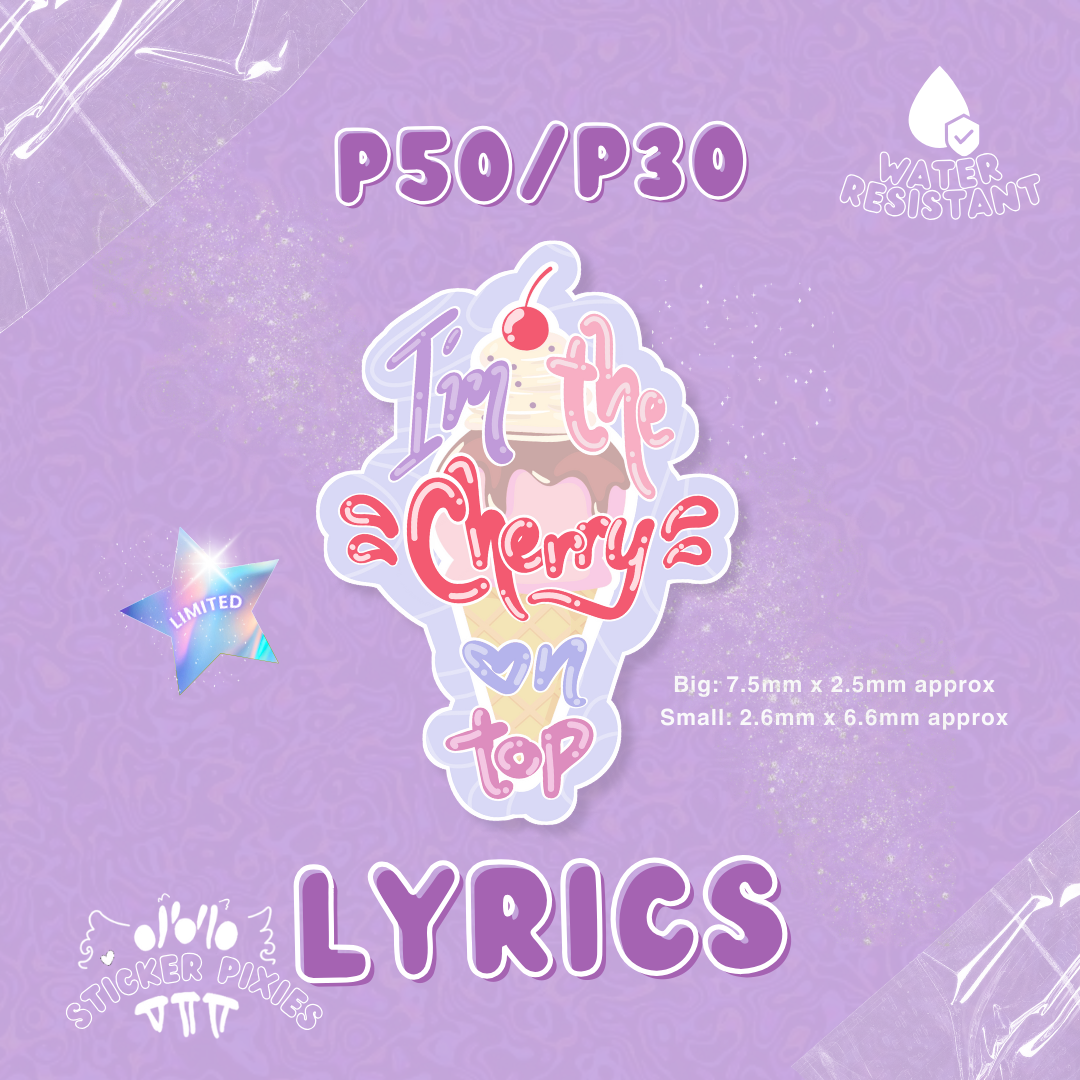 P50/P30
WATER
RESISTANT
I'm the
Cherry
on
top
LIMITED
Big: 7.5mm x 2.5mm approx
Small: 2.6mm x 6.6mm approx
LYRICS
STICKER PIXIES